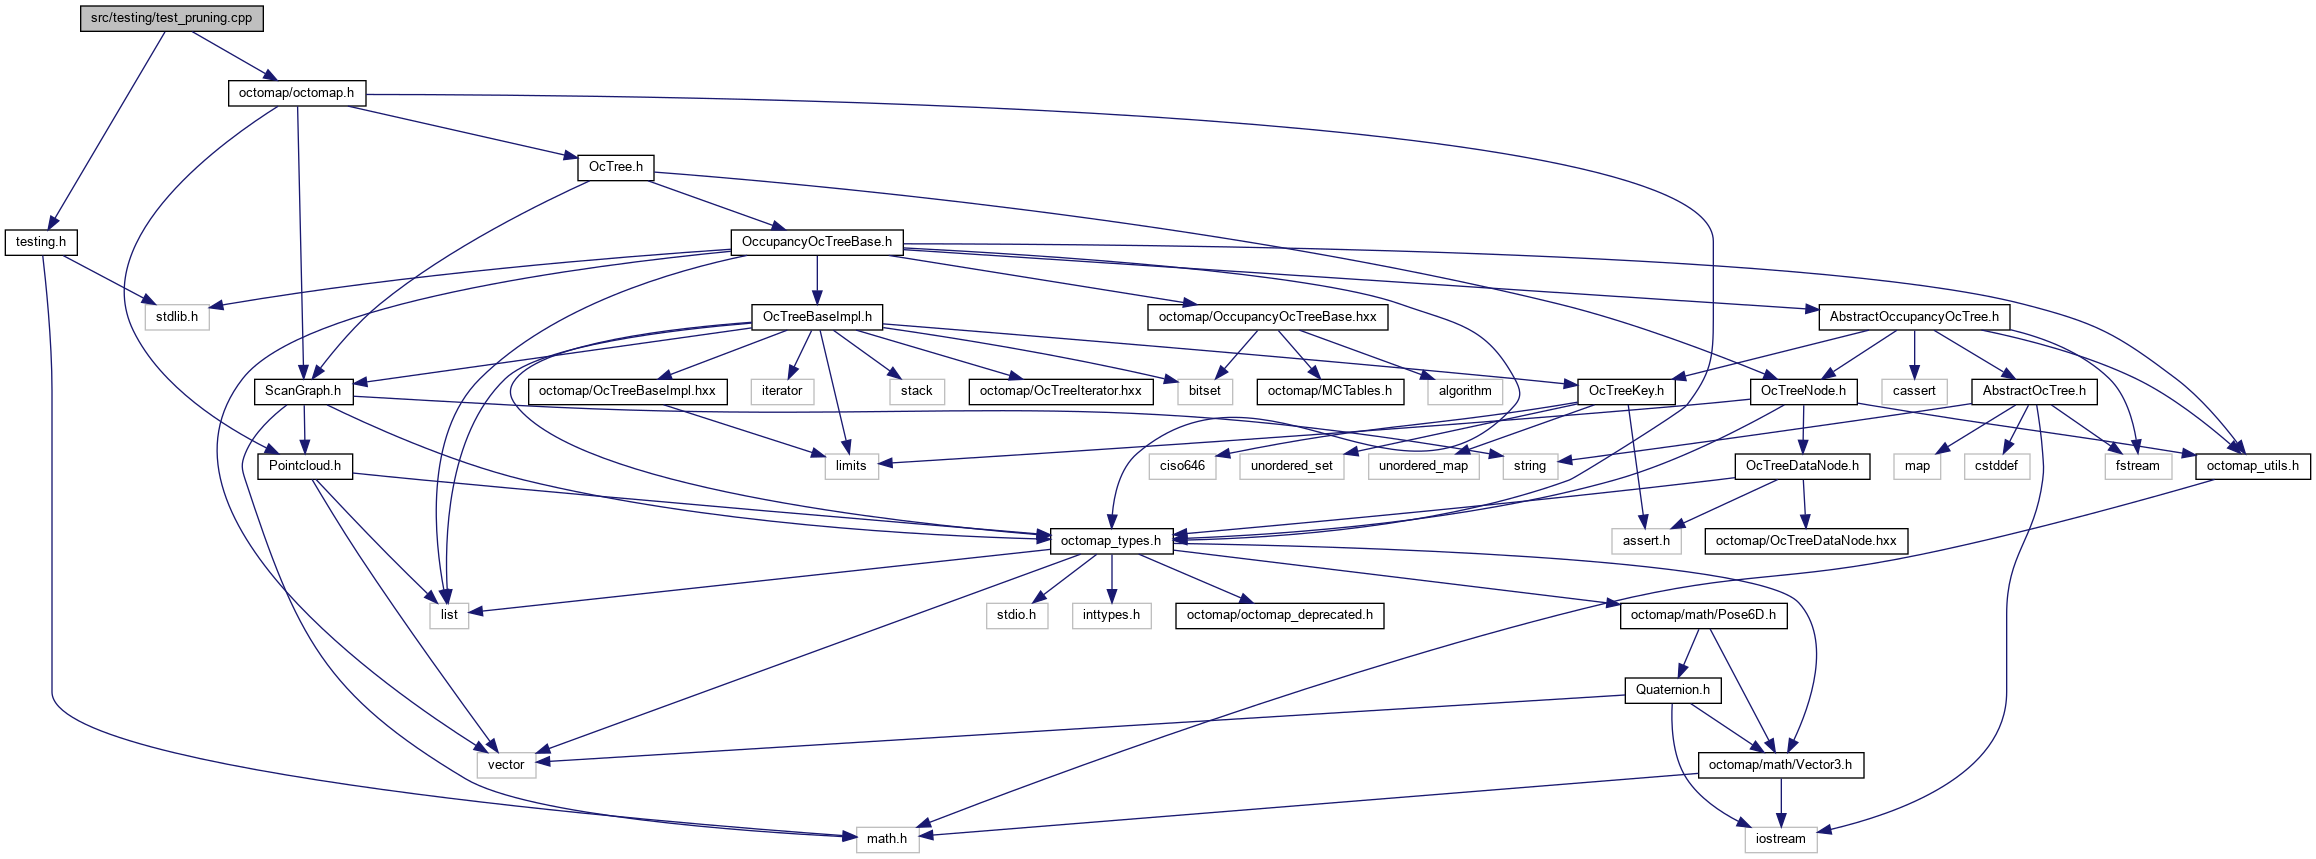 src/testing/test_pruning.cpp
octomap/octomap.h
OcTree.h
testing.h
OccupancyOcTreeBase.h
stdlib.h
OcTreeBaseImpl.h
octomap/OccupancyOcTreeBase.hxx
AbstractOccupancyOcTree.h
ScanGraph.h
octomap/OcTreeBaseImpl.hxx
iterator
stack
octomap/OcTreeIterator.hxx
bitset
octomap/MCTables.h
algorithm
OcTreeKey.h
OcTreeNode.h
cassert
AbstractOcTree.h
Pointcloud.h
limits
ciso646
unordered_set
unordered_map
string
OcTreeDataNode.h
map
cstddef
fstream
octomap_utils.h
octomap_types.h
assert.h
octomap/OcTreeDataNode.hxx
list
stdio.h
inttypes.h
octomap/octomap_deprecated.h
octomap/math/Pose6D.h
Quaternion.h
vector
octomap/math/Vector3.h
math.h
iostream